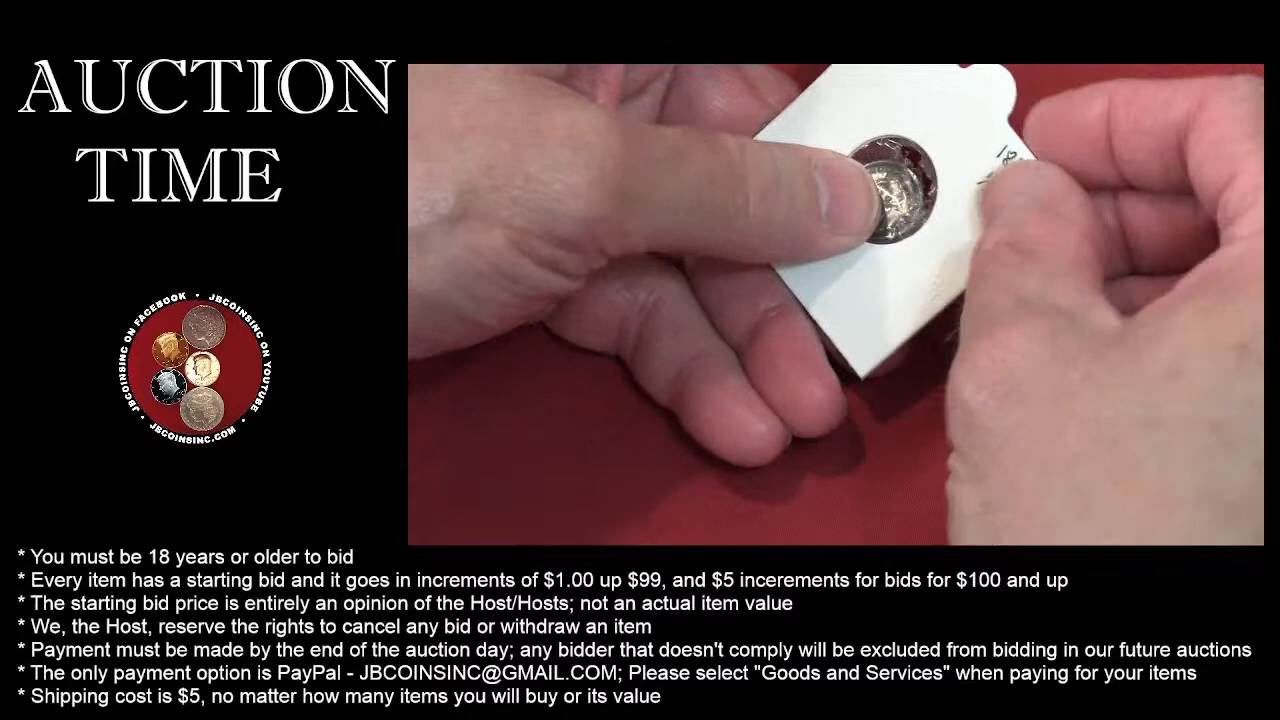 AUCTION
TIME
JBCOINSINC ON FACEBOOK • JBCOINSINC ON YOUTUBE • JBCOINSINC.COM •
18
* You must be 18 years or older to bid
* Every item has a starting bid and it goes in increments of $1.00 up $99, and $5 incerements for bids for $100 and up
* The starting bid price is entirely an opinion of the Host/Hosts; not an actual item value
* We, the Host, reserve the rights to cancel any bid or withdraw an item
* Payment must be made by the end of the auction day; any bidder that doesn't comply will be excluded from bidding in our future auctions
* The only payment option is PayPal - JBCOINSINC@GMAIL.COM; Please select "Goods and Services" when paying for your items
* Shipping cost is $5, no matter how many items you will buy or its value